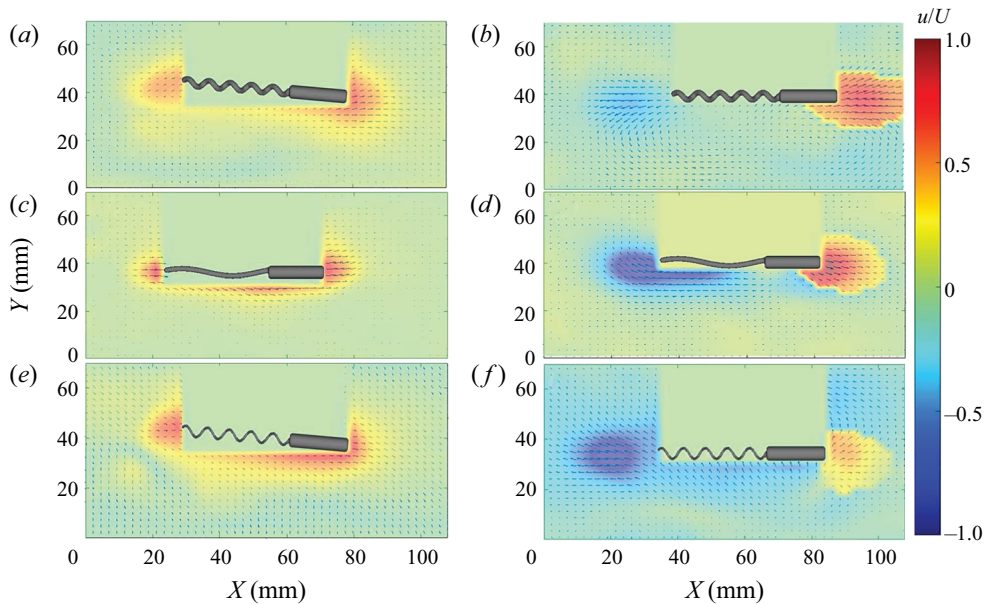 u/U
(a) (b)
60 60 1.0
40 40
20 20
0 0 0.5
(c) (d)
60 60
Y (mm)
40 40 0
20 20
0 0
(e) (f)
60 60 –0.5
40 40
20 20
–1.0
0 20 40 60 80 100 0 20 40 60 80 100
X (mm) X (mm)